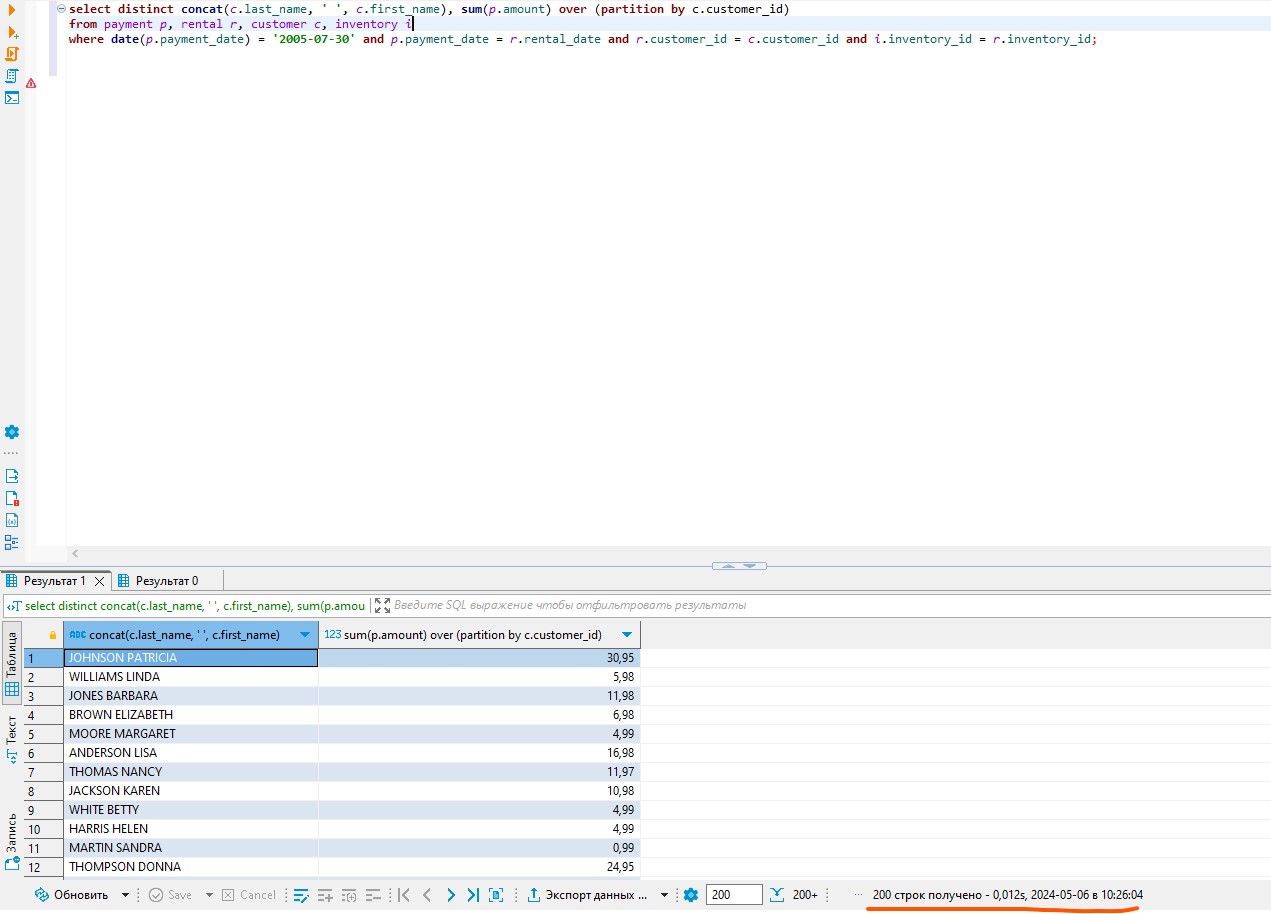 select distinct concat(c.last_name, ' ', c.first_name), sum(p.amount) over (partition by c.customer_id)
from payment p, rental r, customer c, inventory i
where date(p.payment_date) = '2005-07-30' and p.payment_date = r.rental_date and r.customer_id = c.customer_id and i.inventory_id = r.inventory_id;
Результат 1
Результат 0
select distinct concat(c.last_name, ' ', c.first_name), sum(p.amou
Введите SQL выражение чтобы отфильтровать результаты
Таблица
Текст
Запись
ABC concat(c.last_name, ' ', c.first_name)
123 sum(p.amount) over (partition by c.customer_id)
1 JOHNSON PATRICIA 30,95
2 WILLIAMS LINDA 5,98
3 JONES BARBARA 11,98
4 BROWN ELIZABETH 6,98
5 MOORE MARGARET 4,99
6 ANDERSON LISA 16,98
7 THOMAS NANCY 11,97
8 JACKSON KAREN 10,98
9 WHITE BETTY 4,99
10 HARRIS HELEN 4,99
11 MARTIN SANDRA 0,99
12 THOMPSON DONNA 24,95
Обновить Save Cancel Экспорт данных ... 200 200+ ... 200 строк получено - 0,012s, 2024-05-06 в 10:26:04